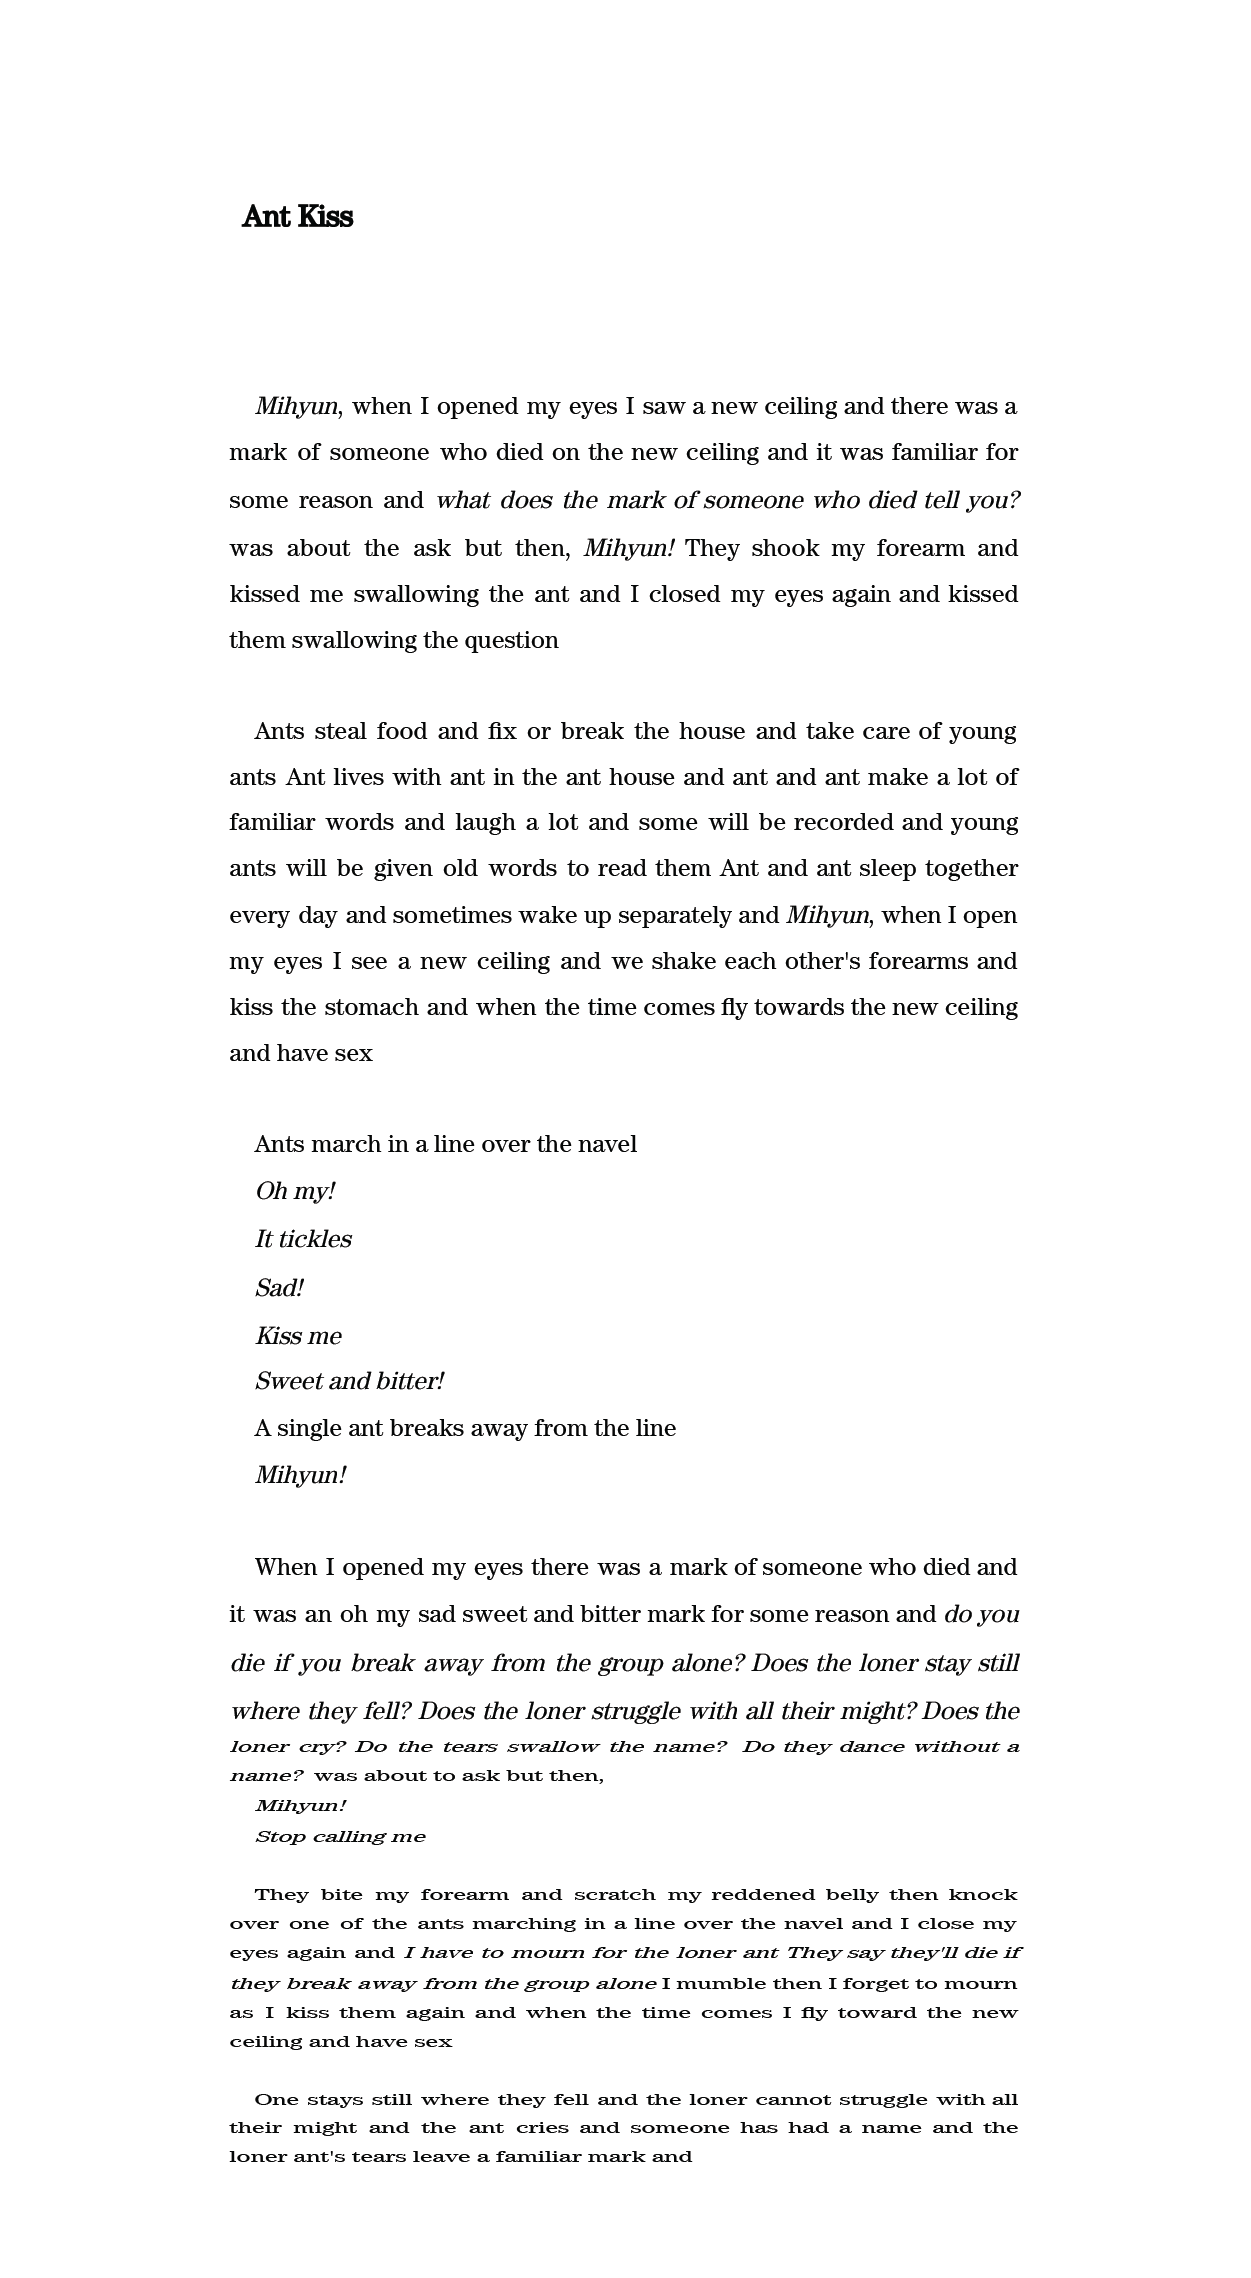 Ant Kiss
Mihyun, when I opened my eyes I saw a new ceiling and there was a
mark of someone who died on the new ceiling and it was familiar for
some reason and what does the mark of someone who died tell you?
was about the ask but then, Mihyun! They shook my forearm and
kissed me swallowing the ant and I closed my eyes again and kissed
them swallowing the question
Ants steal food and fix or break the house and take care of young
ants Ant lives with ant in the ant house and ant and ant make a lot of
familiar words and laugh a lot and some will be recorded and young
ants will be given old words to read them Ant and ant sleep together
every day and sometimes wake up separately and Mihyun, when I open
my eyes I see a new ceiling and we shake each other's forearms and
kiss the stomach and when the time comes fly towards the new ceiling
and have sex
Ants march in a line over the navel
Oh my!
It tickles
Sad!
Kiss me
Sweet and bitter!
A single ant breaks away from the line
Mihyun!
When I opened my eyes there was a mark of someone who died and
it was an oh my sad sweet and bitter mark for some reason and do you
die if you break away from the group alone? Does the loner stay still
where they fell? Does the loner struggle with all their might? Does the
loner cry? Do the tears swallow the name? Do they dance without a
name? was about to ask but then,
Mihyun!
Stop calling me
They bite my forearm and scratch my reddened belly then knock
over one of the ants marching in a line over the navel and I close my
eyes again and I have to mourn for the loner ant They say they'll die if
they break away from the group alone I mumble then I forget to mourn
as I kiss them again and when the time comes I fly toward the new
ceiling and have sex
One stays still where they fell and the loner cannot struggle with all
their might and the ant cries and someone has had a name and the
loner ant's tears leave a familiar mark and